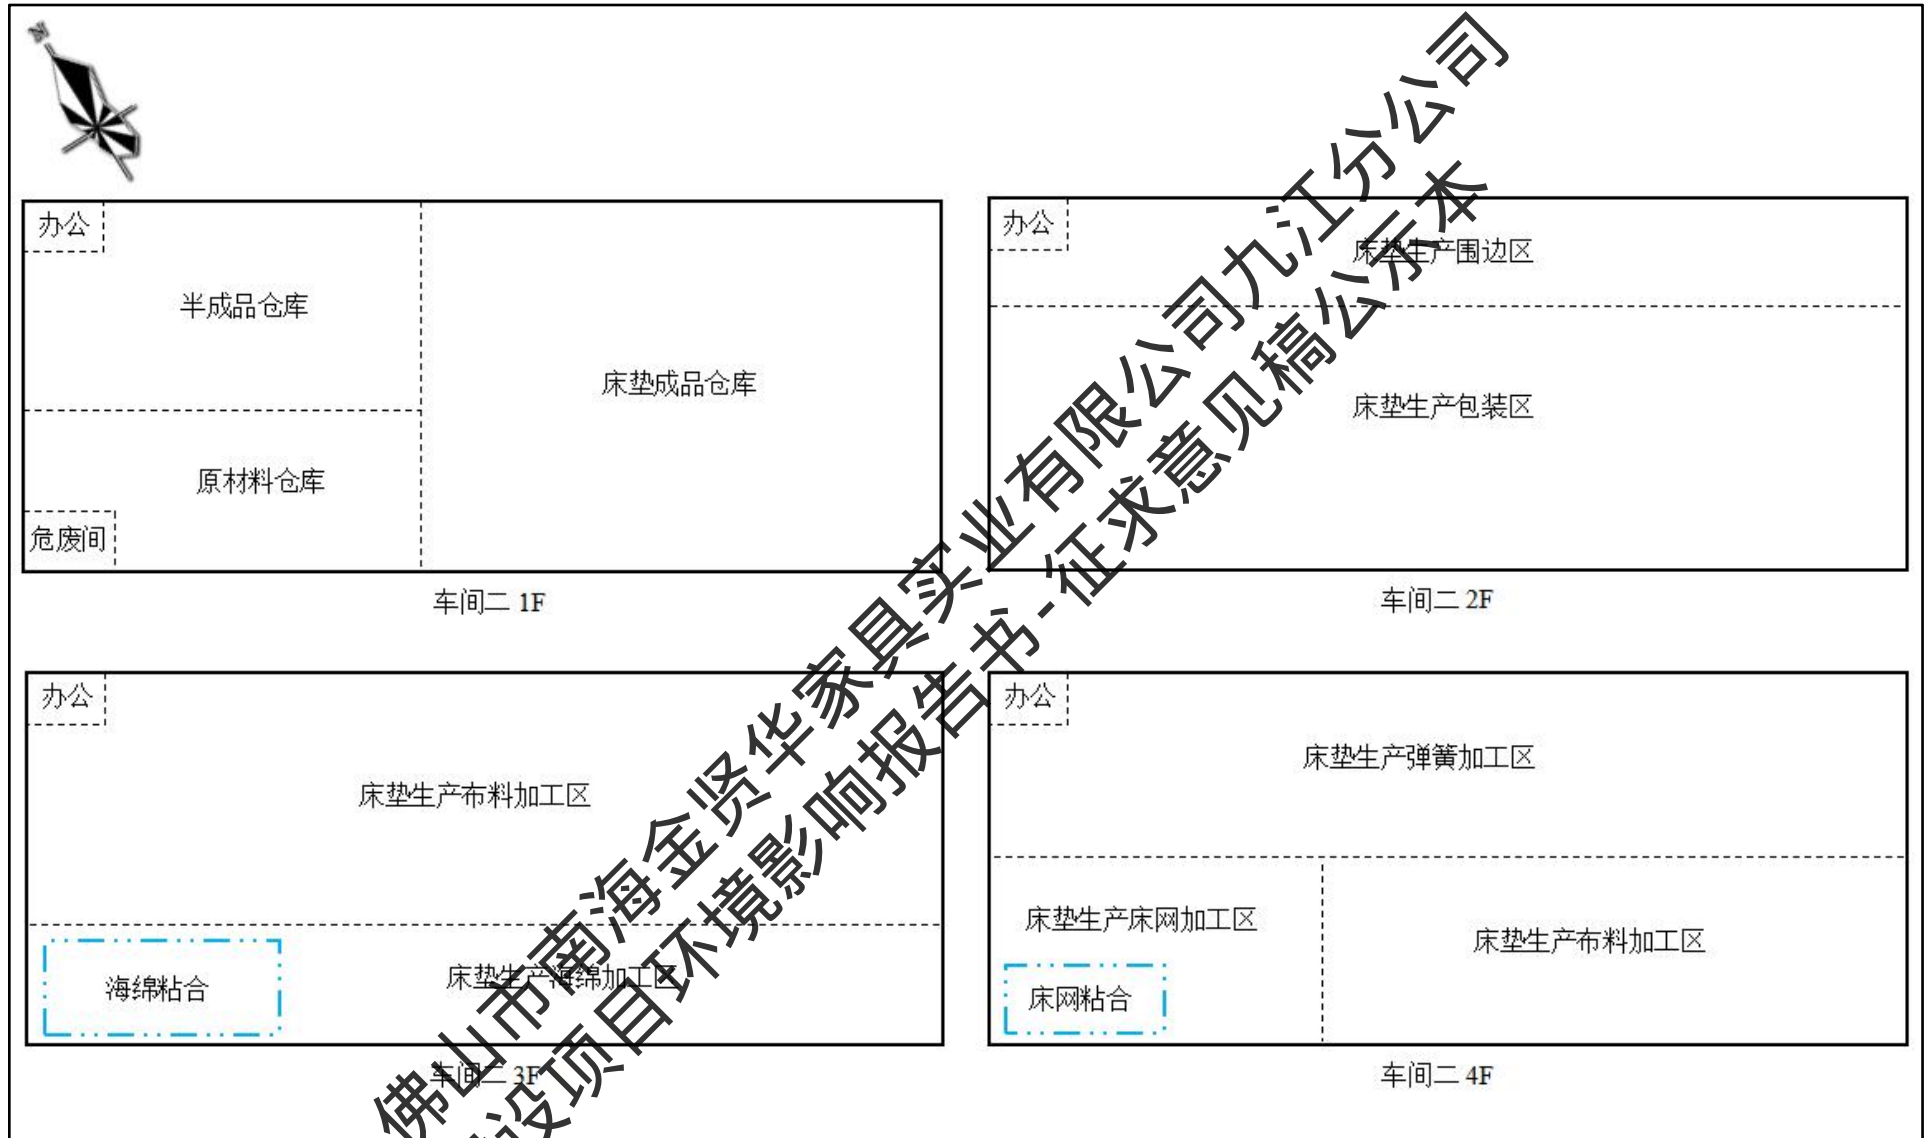 N
办公
半成品仓库
床垫成品仓库
原材料仓库
危废间
车间二 1F
办公
床垫生产围边区
床垫生产包装区
车间二 2F
办公
床垫生产布料加工区
床垫生产海绵加工区
海绵粘合
车间二 3F
办公
床垫生产弹簧加工区
床垫生产床网加工区
床垫生产布料加工区
床网粘合
车间二 4F
佛山市南海金贤华家具实业有限公司九江分公司
设项目环境影响报告书-征求意见稿公示本